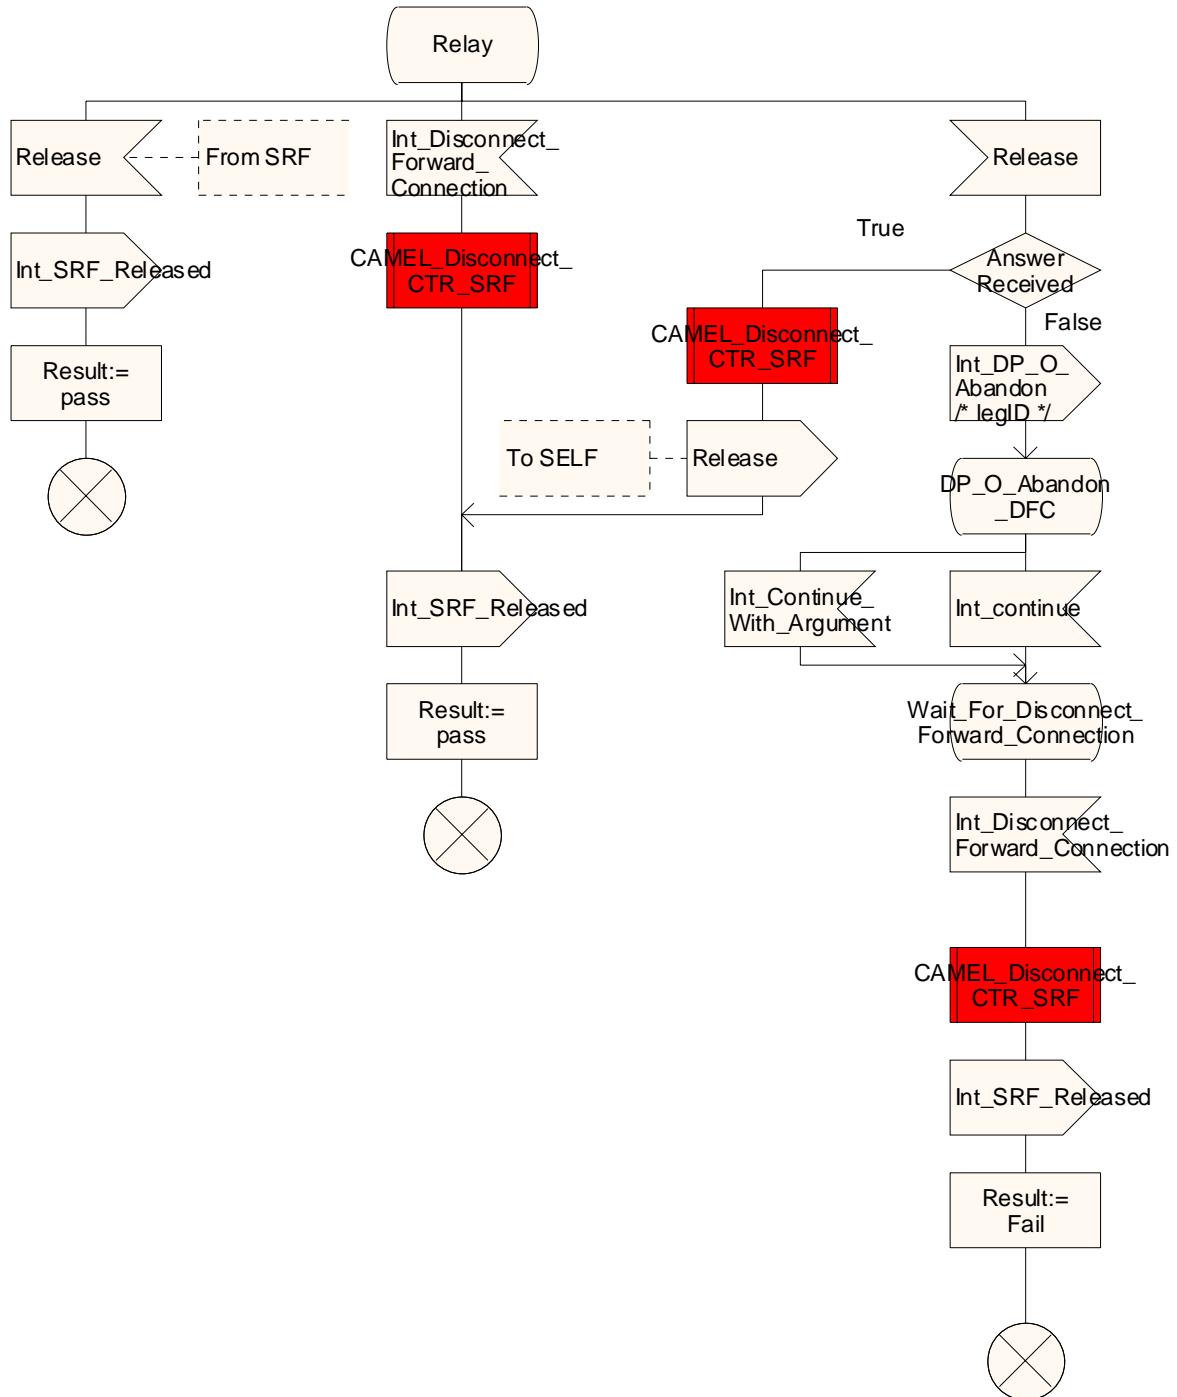 Relay
Release
From SRF
Int_Disconnect_
Forward_
Connection
Release
Int_SRF_Released
CAMEL_Disconnect_
CTR_SRF
True
Answer
Received
False
CAMEL_Disconnect_
CTR_SRF
Result:=
pass
Int_DP_O_
Abandon
/* legID */
To SELF
Release
DP_O_Abandon
_DFC
Int_SRF_Released
Int_Continue_
With_Argument
Int_continue
Result:=
pass
Wait_For_Disconnect_
Forward_Connection
Int_Disconnect_
Forward_Connection
CAMEL_Disconnect_
CTR_SRF
Int_SRF_Released
Result:=
Fail